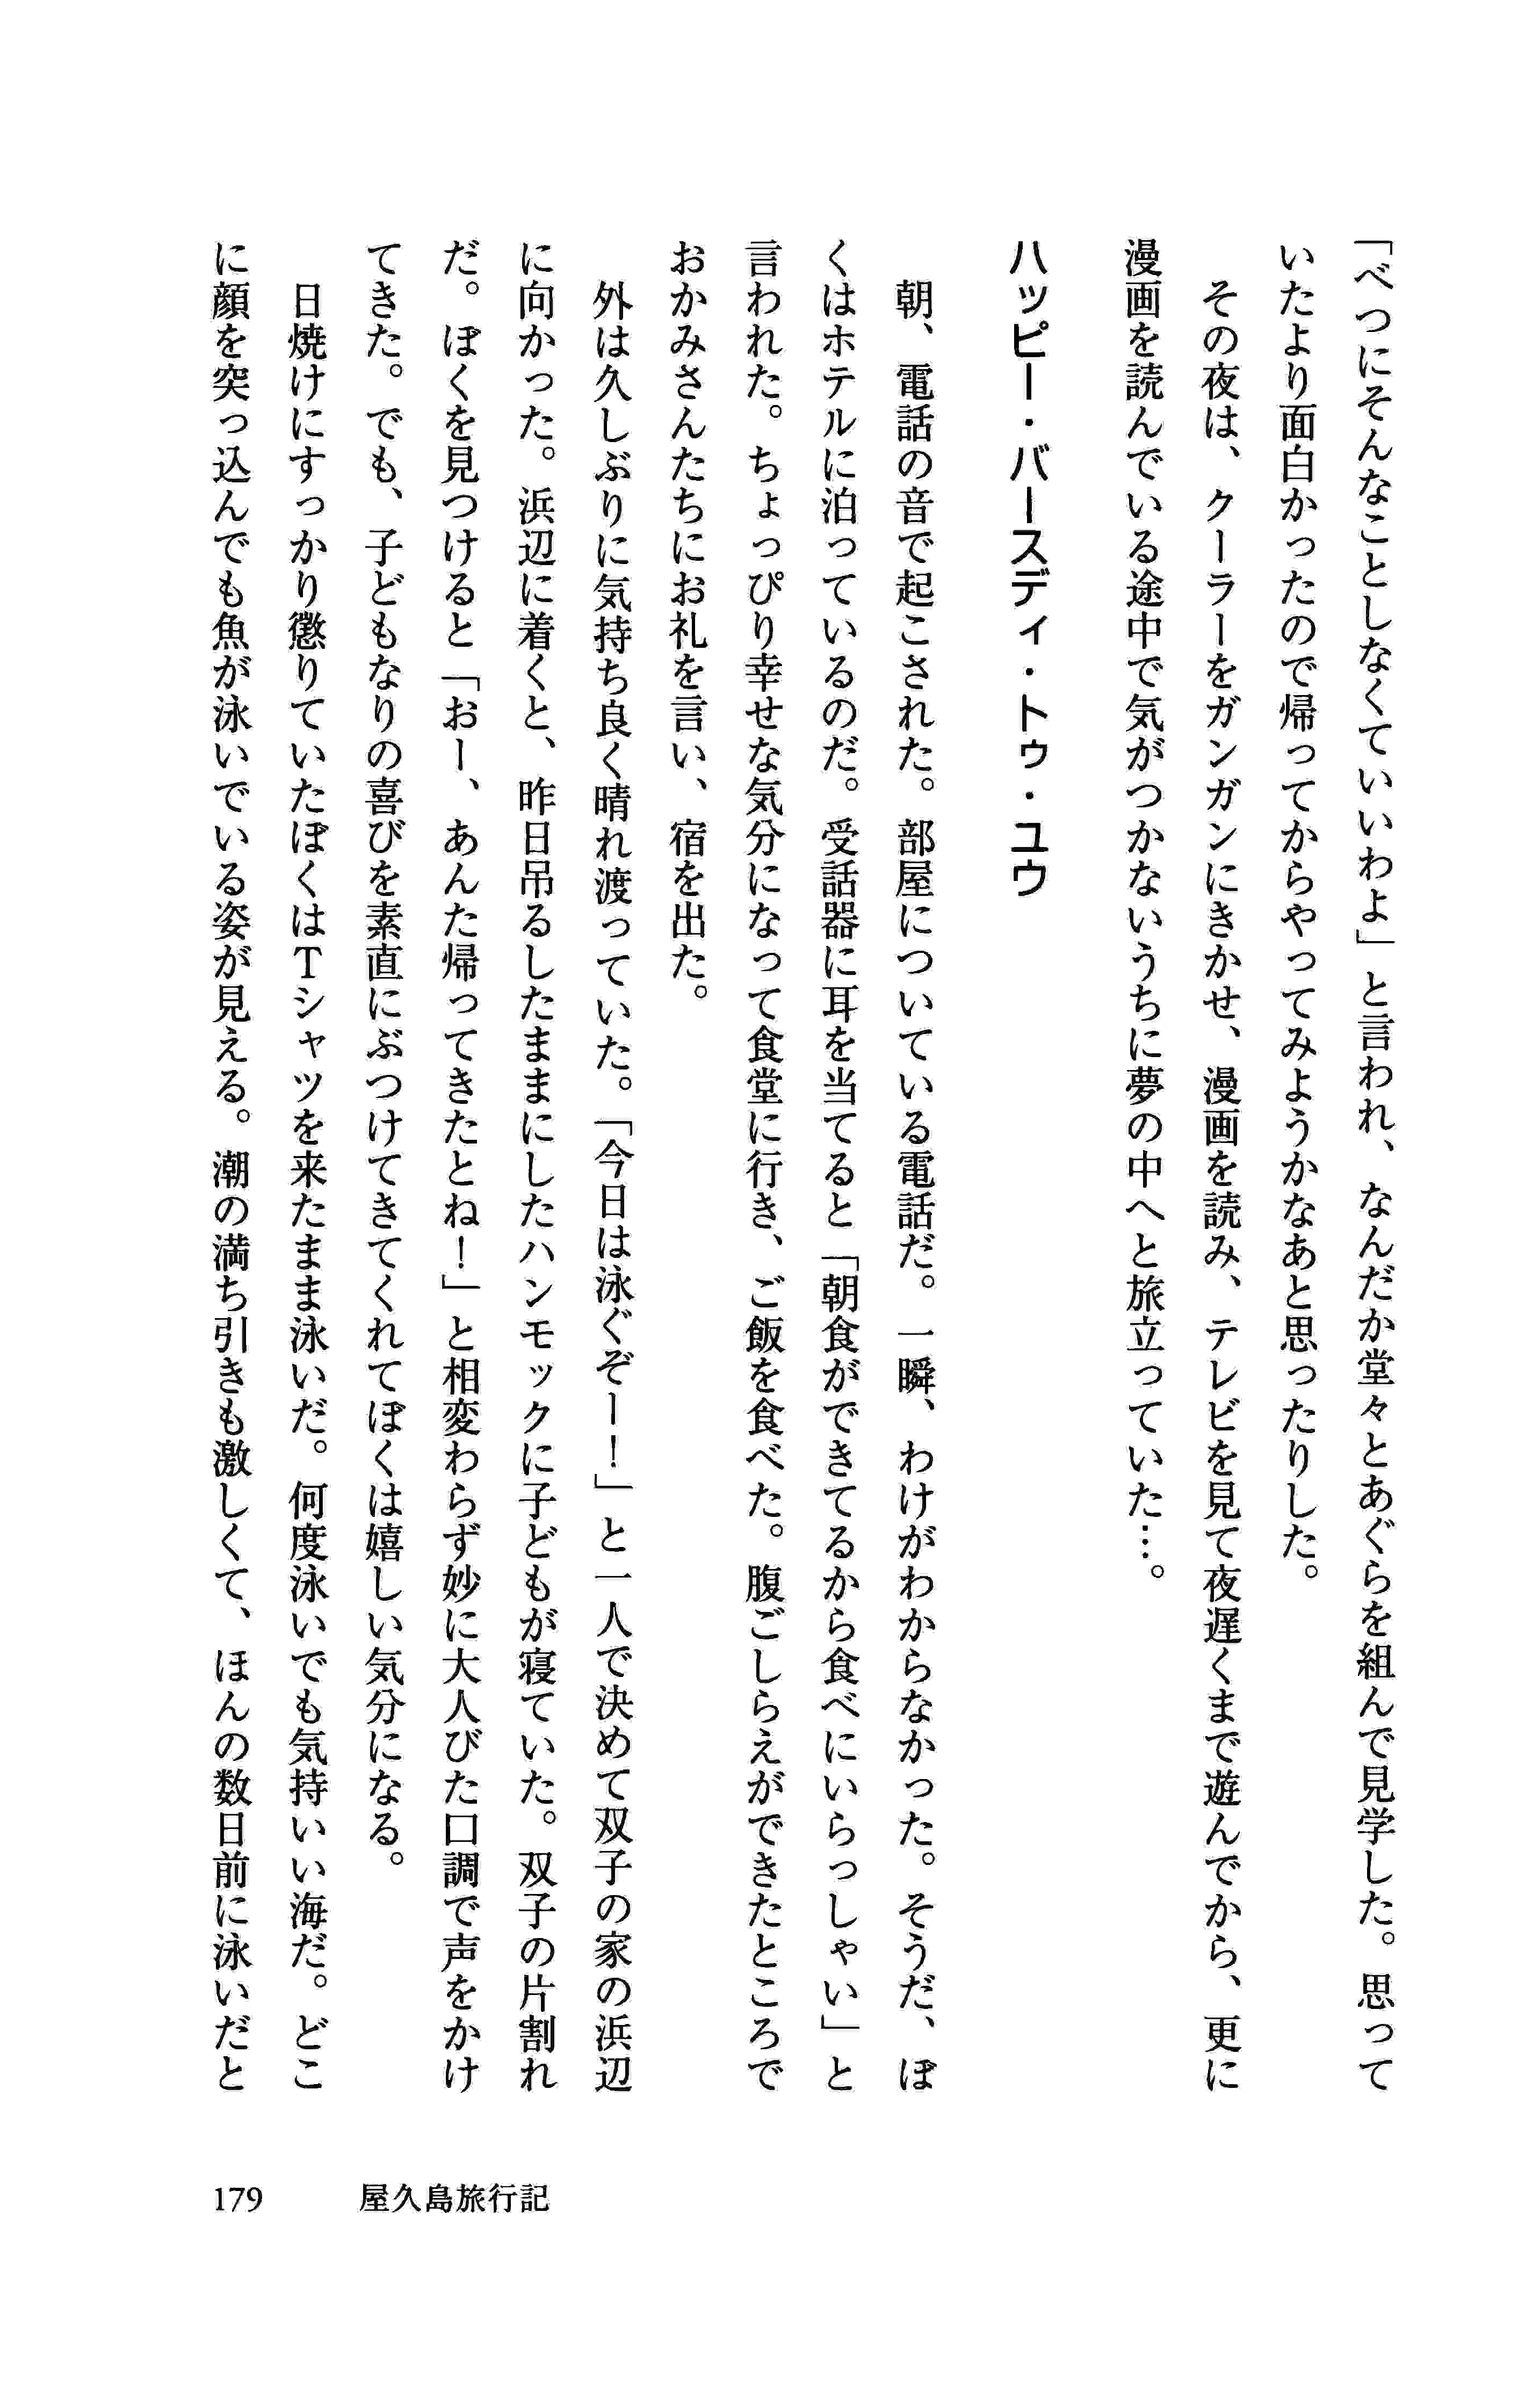 「べつにそんなことしなくていいわよ」と言われ、なんだか堂々とあぐらを組んで見学した。思って
いたより面白かったので帰ってからやってみようかなあと思ったりした。
　その夜は、クーラーをガンガンにきかせ、漫画を読み、テレビを見て夜遅くまで遊んでから、更に
漫画を読んでいる途中で気がつかないうちに夢の中へと旅立っていた…。
ハッピー・バースディ・トゥ・ユウ
　朝、電話の音で起こされた。部屋についている電話だ。一瞬、わけがわからなかった。そうだ、ぼ
くはホテルに泊っているのだ。受話器に耳を当てると「朝食ができてるから食べにいらっしゃい」と
言われた。ちょっぴり幸せな気分になって食堂に行き、ご飯を食べた。腹ごしらえができたところで
おかみさんたちにお礼を言い、宿を出た。
　外は久しぶりに気持ち良く晴れ渡っていた。「今日は泳ぐぞー！」と一人で決めて双子の家の浜辺
に向かった。浜辺に着くと、昨日吊るしたままにしたハンモックに子どもが寝ていた。双子の片割れ
だ。ぼくを見つけると「おー、あんた帰ってきたとね！」と相変わらず妙に大人びた口調で声をかけ
てきた。でも、子どもなりの喜びを素直にぶつけてきてくれてぼくは嬉しい気分になる。
　日焼けにすっかり懲りていたぼくはTシャツを来たまま泳いだ。何度泳いでも気持いい海だ。どこ
に顔を突っ込んでも魚が泳いでいる姿が見える。潮の満ち引きも激しくて、ほんの数日前に泳いだと
179　屋久島旅行記